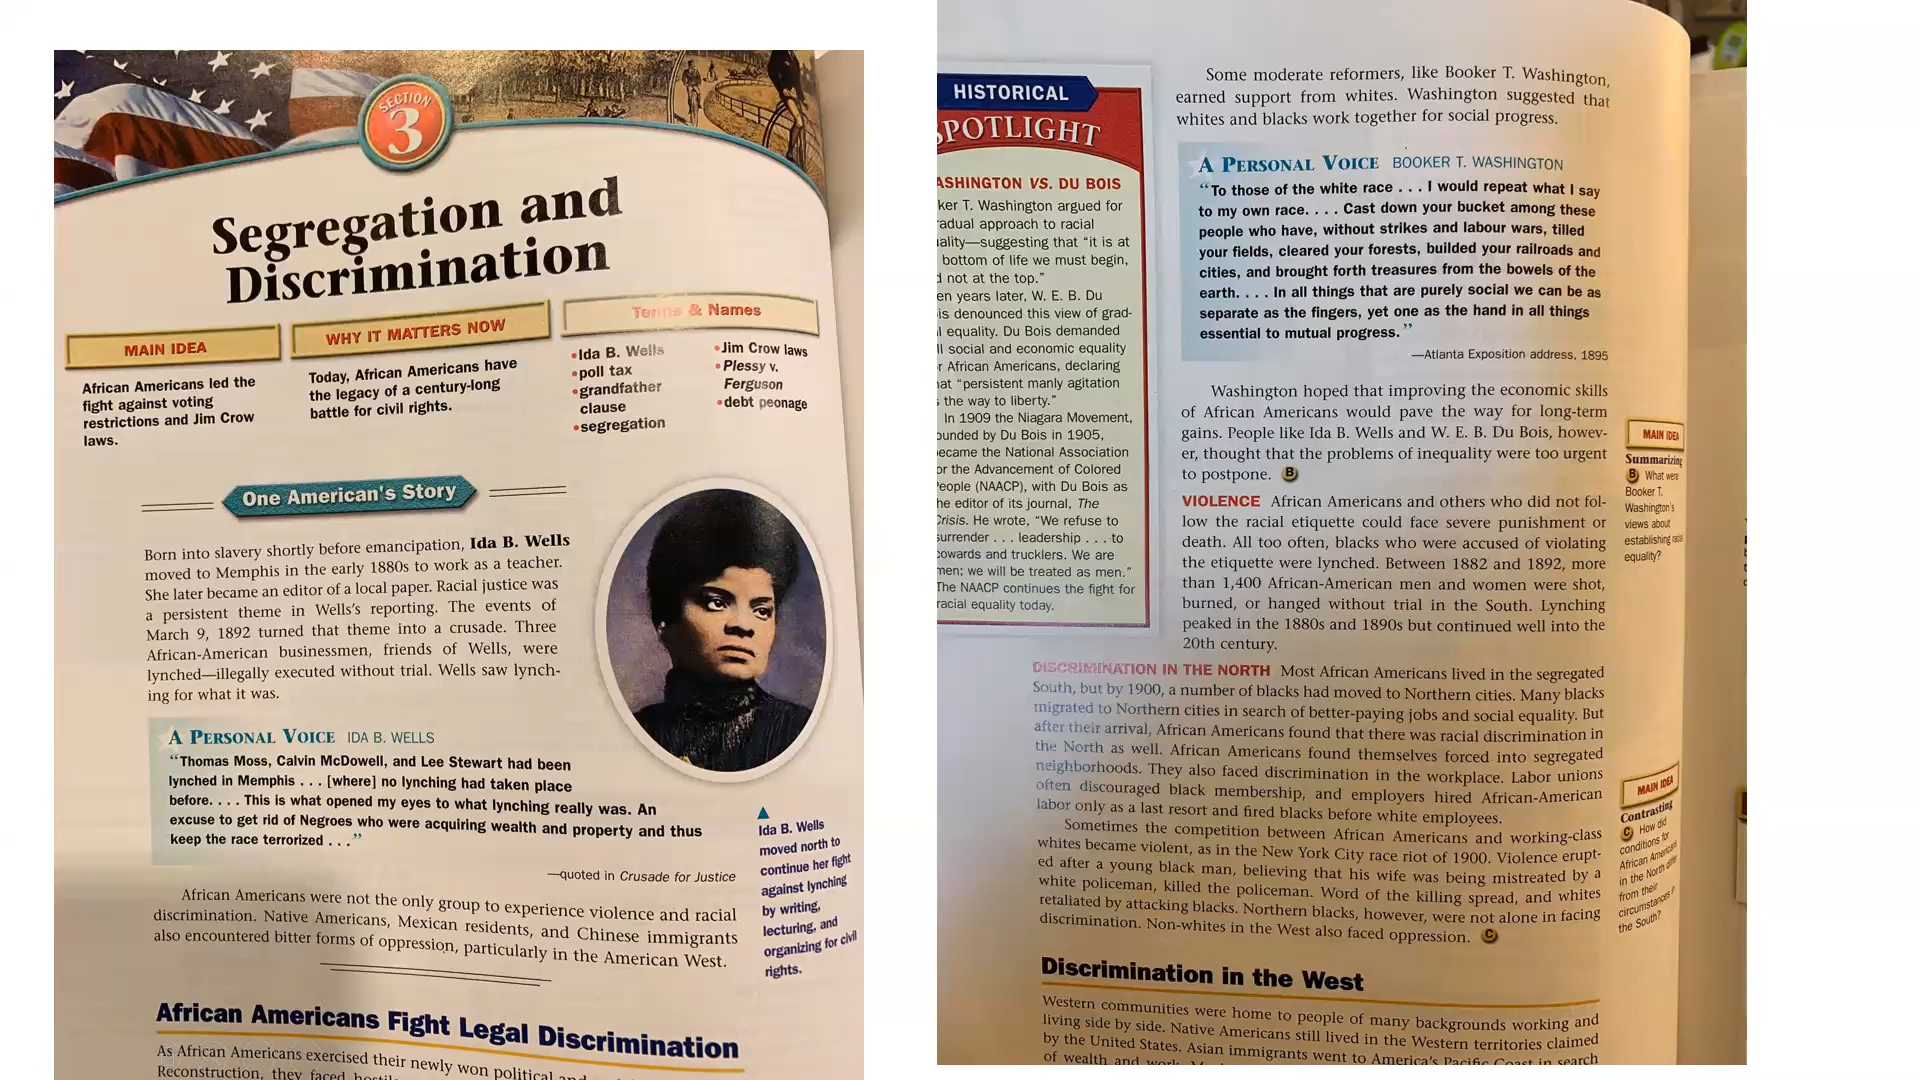 SECTION
3
Segregation and
Discrimination
MAIN IDEA
African Americans led the
fight against voting
restrictions and Jim Crow
laws.
WHY IT MATTERS NOW
Today, African Americans have
the legacy of a century-long
battle for civil rights.
Terms & Names
•Ida B. Wells
•poll tax
•grandfather
clause
•segregation
•Jim Crow laws
•Plessy v.
Ferguson
•debt peonage
One American's Story
Born into slavery shortly before emancipation, Ida B. Wells
moved to Memphis in the early 1880s to work as a teacher.
She later became an editor of a local paper. Racial justice was
a persistent theme in Wells's reporting. The events of
March 9, 1892 turned that theme into a crusade. Three
African-American businessmen, friends of Wells, were
lynched—illegally executed without trial. Wells saw lynch-
ing for what it was.
A PERSONAL VOICE IDA B. WELLS
“Thomas Moss, Calvin McDowell, and Lee Stewart had been
lynched in Memphis . . . [where] no lynching had taken place
before. . . . This is what opened my eyes to what lynching really was. An
excuse to get rid of Negroes who were acquiring wealth and property and thus
keep the race terrorized . . .”
—quoted in Crusade for Justice
African Americans were not the only group to experience violence and racial
discrimination. Native Americans, Mexican residents, and Chinese immigrants
also encountered bitter forms of oppression, particularly in the American West.
Ida B. Wells
moved north to
continue her fight
against lynching
by writing,
lecturing, and
organizing for civil
rights.
African Americans Fight Legal Discrimination
As African Americans exercised their newly won political and
Reconstruction, they faced
HISTORICAL
SPOTLIGHT
ASHINGTON VS. DU BOIS
ker T. Washington argued for
radual approach to racial
ality—suggesting that “it is at
bottom of life we must begin,
d not at the top.”
en years later, W. E. B. Du
is denounced this view of grad-
l equality. Du Bois demanded
ll social and economic equality
r African Americans, declaring
at “persistent manly agitation
s the way to liberty.”
In 1909 the Niagara Movement,
ounded by Du Bois in 1905,
ecame the National Association
or the Advancement of Colored
People (NAACP), with Du Bois as
he editor of its journal, The
Crisis. He wrote, “We refuse to
surrender . . . leadership . . . to
cowards and trucklers. We are
men; we will be treated as men.”
The NAACP continues the fight for
racial equality today.
Some moderate reformers, like Booker T. Washington,
earned support from whites. Washington suggested that
whites and blacks work together for social progress.
A PERSONAL VOICE BOOKER T. WASHINGTON
“To those of the white race . . . I would repeat what I say
to my own race. . . . Cast down your bucket among these
people who have, without strikes and labour wars, tilled
your fields, cleared your forests, builded your railroads and
cities, and brought forth treasures from the bowels of the
earth. . . . In all things that are purely social we can be as
separate as the fingers, yet one as the hand in all things
essential to mutual progress.”
—Atlanta Exposition address, 1895
Washington hoped that improving the economic skills
of African Americans would pave the way for long-term
gains. People like Ida B. Wells and W. E. B. Du Bois, howev-
er, thought that the problems of inequality were too urgent
to postpone. B
VIOLENCE African Americans and others who did not fol-
low the racial etiquette could face severe punishment or
death. All too often, blacks who were accused of violating
the etiquette were lynched. Between 1882 and 1892, more
than 1,400 African-American men and women were shot,
burned, or hanged without trial in the South. Lynching
peaked in the 1880s and 1890s but continued well into the
20th century.
DISCRIMINATION IN THE NORTH Most African Americans lived in the segregated
South, but by 1900, a number of blacks had moved to Northern cities. Many blacks
migrated to Northern cities in search of better-paying jobs and social equality. But
after their arrival, African Americans found that there was racial discrimination in
the North as well. African Americans found themselves forced into segregated
neighborhoods. They also faced discrimination in the workplace. Labor unions
often discouraged black membership, and employers hired African-American
labor only as a last resort and fired blacks before white employees.
Sometimes the competition between African Americans and working-class
whites became violent, as in the New York City race riot of 1900. Violence erupt-
ed after a young black man, believing that his wife was being mistreated by a
white policeman, killed the policeman. Word of the killing spread, and whites
retaliated by attacking blacks. Northern blacks, however, were not alone in facing
discrimination. Non-whites in the West also faced oppression. C
MAIN IDEA
Summarizing
B What were
Booker T.
Washington's
views about
establishing racial
equality?
MAIN IDEA
Contrasting
C How did
conditions for
African Americans
in the North differ
from their
circumstances in
the South?
Discrimination in the West
Western communities were home to people of many backgrounds working and
living side by side. Native Americans still lived in the Western territories claimed
by the United States. Asian immigrants went to America's Pacific Coast in search
of wealth and work.